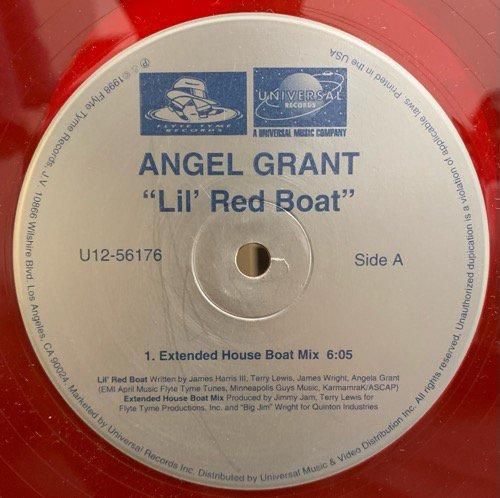 FLYTE TYME
RECORDS
UNIVERSAL
RECORDS
A UNIVERSAL MUSIC COMPANY
ANGEL GRANT
“Lil’ Red Boat”
U12-56176
Side A
1. Extended House Boat Mix 6:05
Lil’ Red Boat Written by James Harris III, Terry Lewis, James Wright, Angela Grant
(EMI April Music Flyte Tyme Tunes, Minneapolis Guys Music, KarmamraK/ASCAP)
Extended House Boat Mix Produced by Jimmy Jam, Terry Lewis for
Flyte Tyme Productions, Inc. and “Big Jim” Wright for Quinton Industries
℗ © 1998 Flyte Tyme Records, J.V. 10866 Wilshire Blvd. Los Angeles, CA 90024. Marketed by Universal Records Inc. Distributed by Universal Music & Video Distribution Inc. All rights reserved. Unauthorized duplication is a violation of applicable laws. Printed in the USA